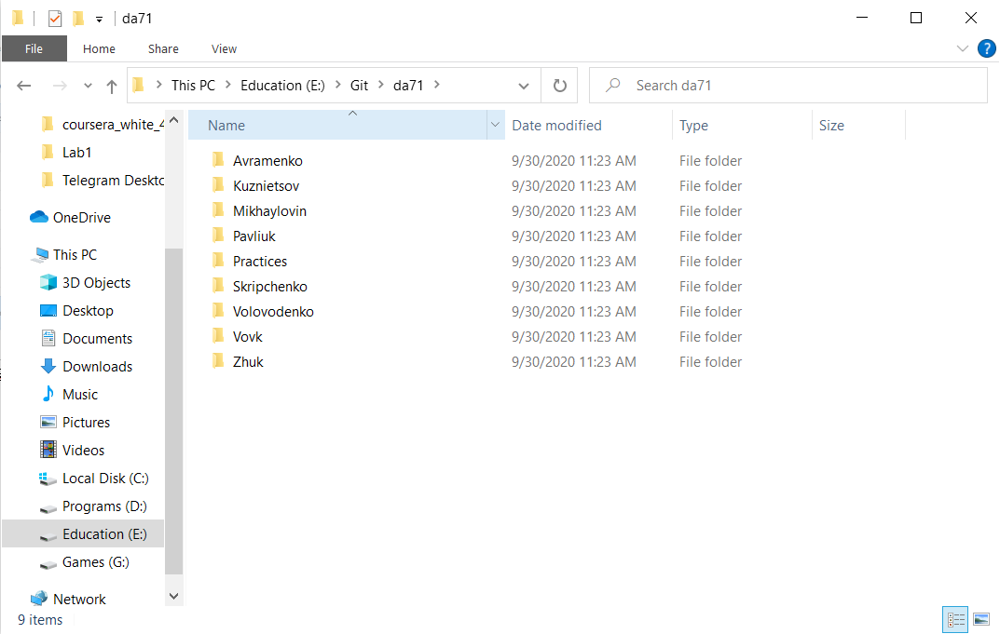 da71
File Home Share View
?
This PC Education (E:) Git da71
Search da71
Name Date modified Type Size
coursera_white_4
Lab1
Telegram Deskto
OneDrive
This PC
3D Objects
Desktop
Documents
Downloads
Music
Pictures
Videos
Local Disk (C:)
Programs (D:)
Education (E:)
Games (G:)
Network
Avramenko 9/30/2020 11:23 AM File folder
Kuznietsov 9/30/2020 11:23 AM File folder
Mikhaylovin 9/30/2020 11:23 AM File folder
Pavliuk 9/30/2020 11:23 AM File folder
Practices 9/30/2020 11:23 AM File folder
Skripchenko 9/30/2020 11:23 AM File folder
Volovodenko 9/30/2020 11:23 AM File folder
Vovk 9/30/2020 11:23 AM File folder
Zhuk 9/30/2020 11:23 AM File folder
9 items